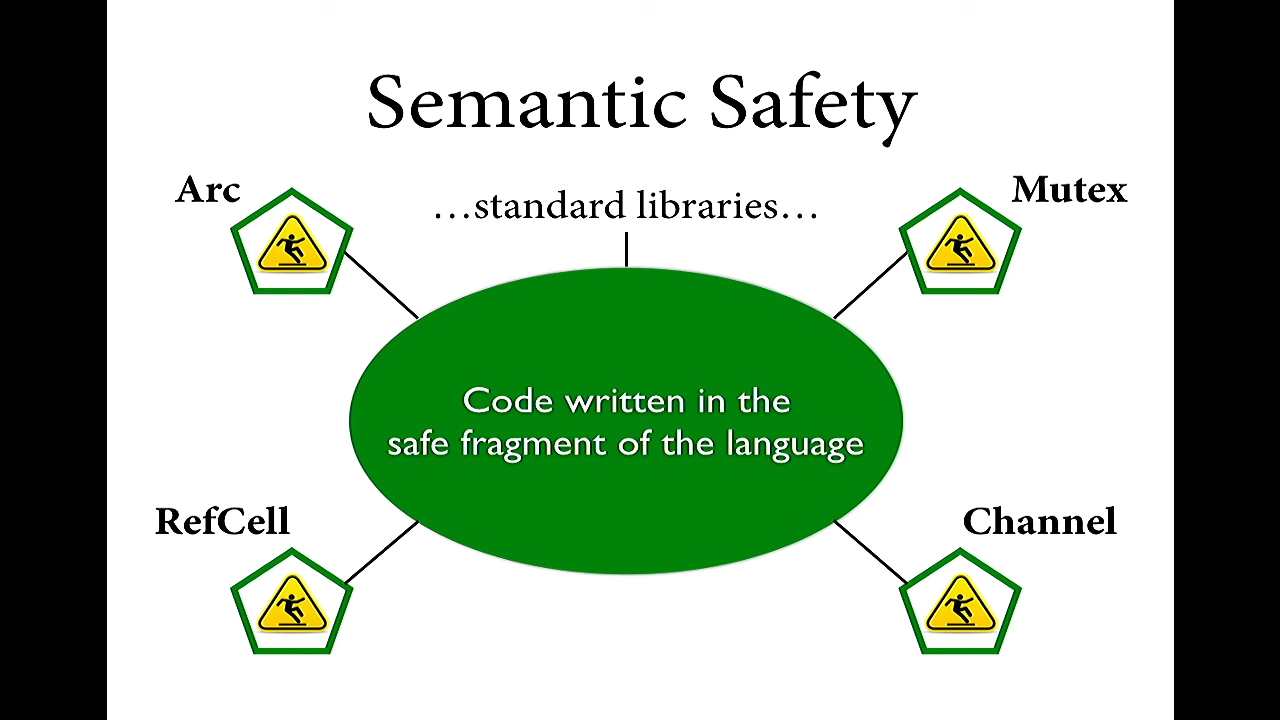 Semantic Safety
Arc
…standard libraries…
Mutex
Code written in the
safe fragment of the language
RefCell
Channel